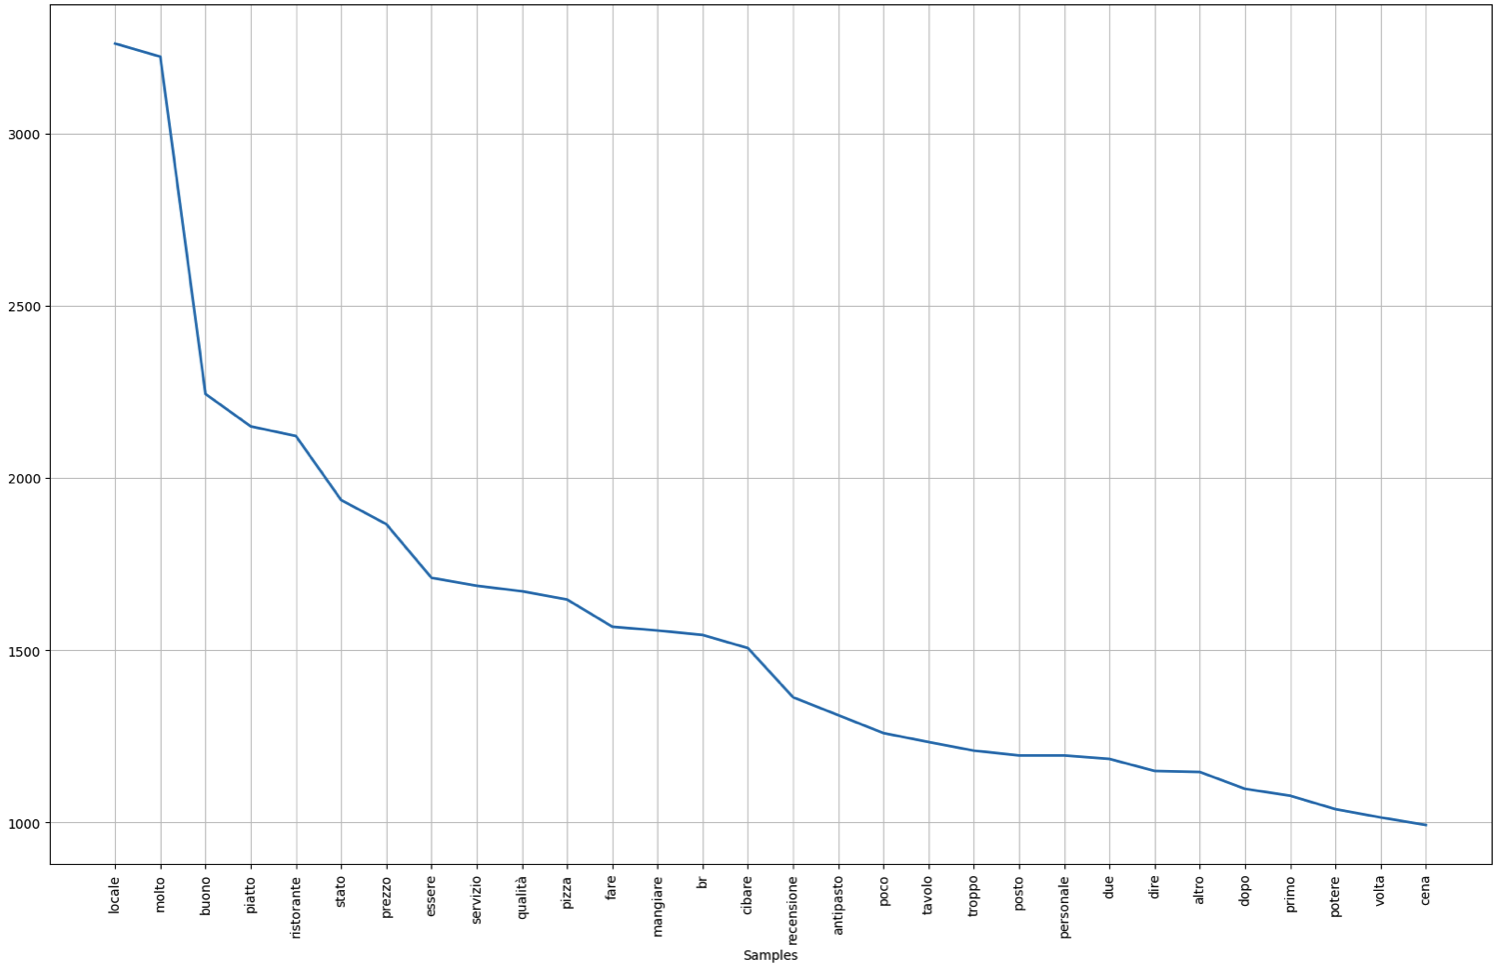 3000
2500
2000
1500
1000
locale
molto
buono
piatto
ristorante
stato
prezzo
essere
servizio
qualità
pizza
fare
mangiare
br
cibare
recensione
antipasto
poco
tavolo
troppo
posto
personale
due
dire
altro
dopo
primo
potere
volta
cena
Samples